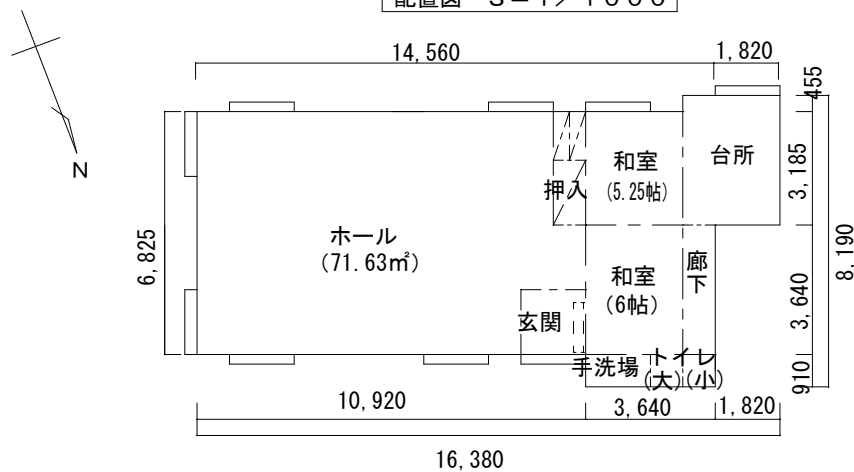 配置図 S=1/1000
14,560
1,820
455
N
6,825
ホール
(71.63㎡)
押入
和室
(5.25帖)
台所
3,185
8,190
和室
(6帖)
廊下
3,640
玄関
手洗場
トイレ
(大)(小)
910
10,920
3,640
1,820
16,380